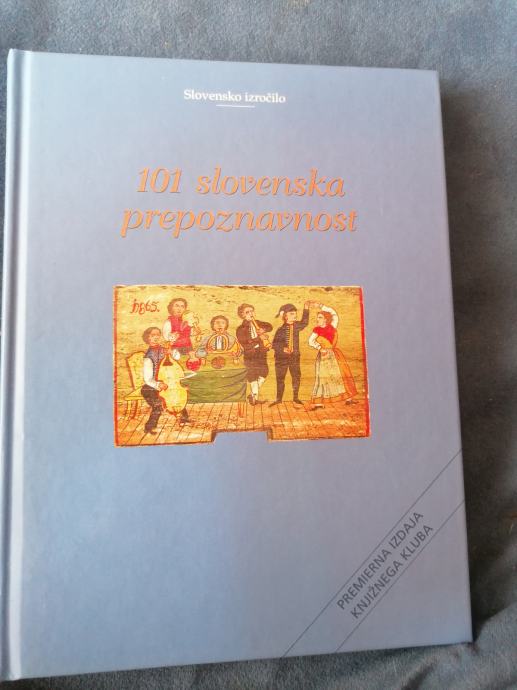 Slovensko izročilo
101 slovenska
prepoznavnost
1865.
PREMIERNA IZDAJA
KNJIŽNEGA KLUBA